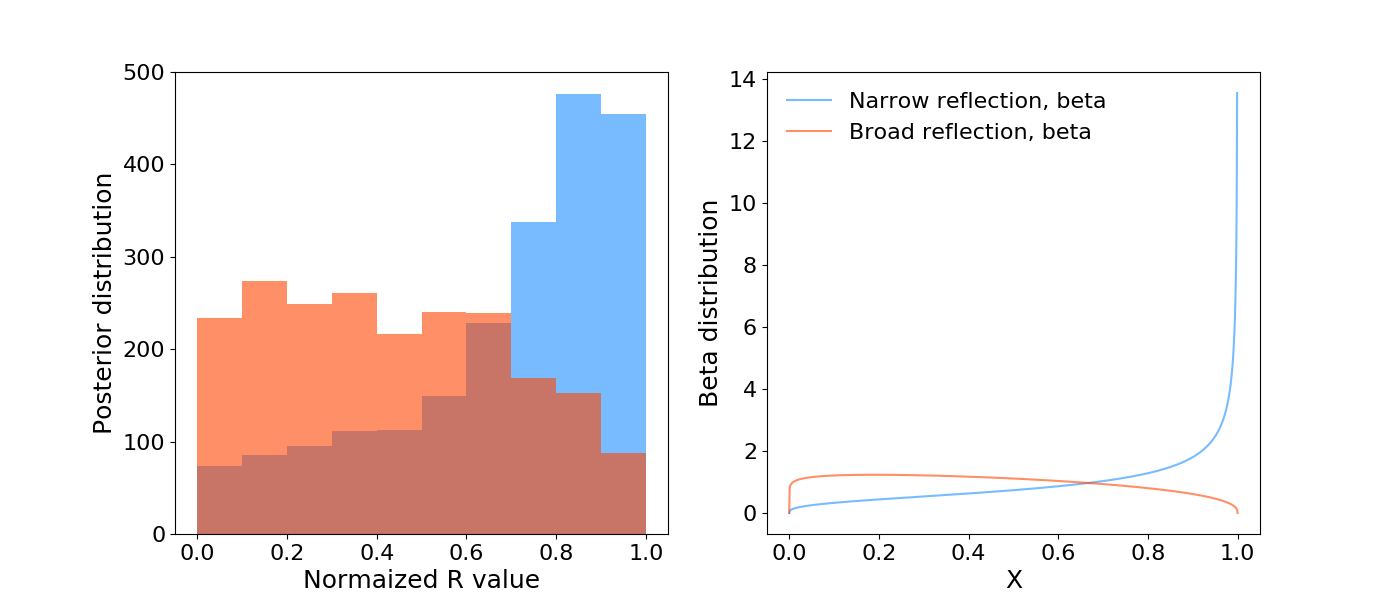 500
400
300
200
100
0
0.0 0.2 0.4 0.6 0.8 1.0
Posterior distribution
Normaized R value
14
12
10
8
6
4
2
0
0.0 0.2 0.4 0.6 0.8 1.0
Beta distribution
X
Narrow reflection, beta
Broad reflection, beta